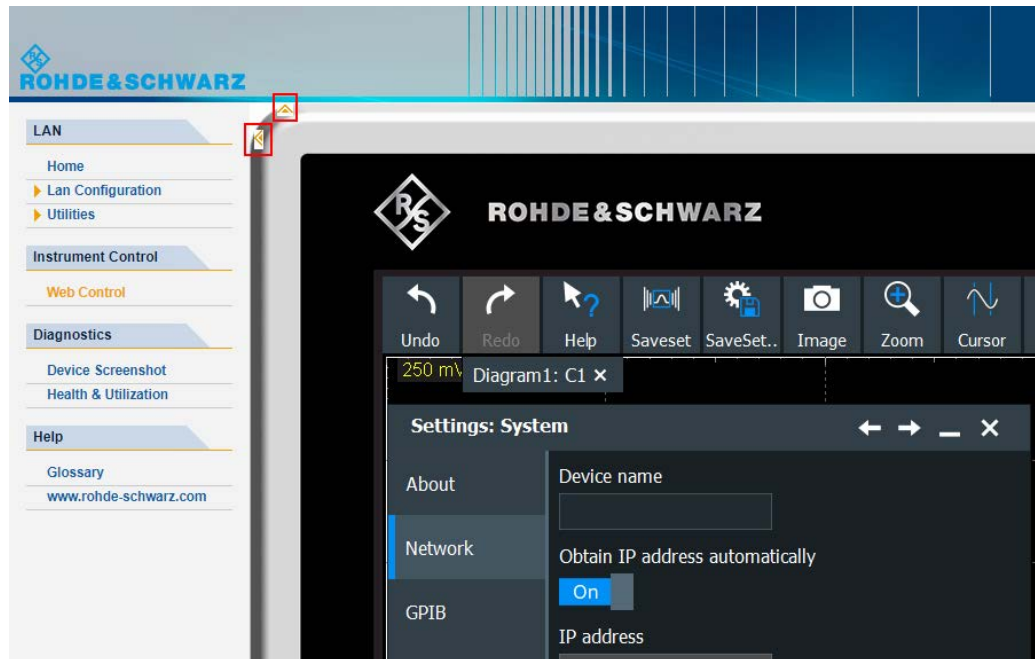 ROHDE&SCHWARZ
LAN
Home
Lan Configuration
Utilities
Instrument Control
Web Control
Diagnostics
Device Screenshot
Health & Utilization
Help
Glossary
www.rohde-schwarz.com
R&S
ROHDE&SCHWARZ
Undo Redo Help Saveset SaveSet.. Image Zoom Cursor
250 mV Diagram1: C1 ×
Settings: System
About
Network
GPIB
Device name
Obtain IP address automatically
On
IP address